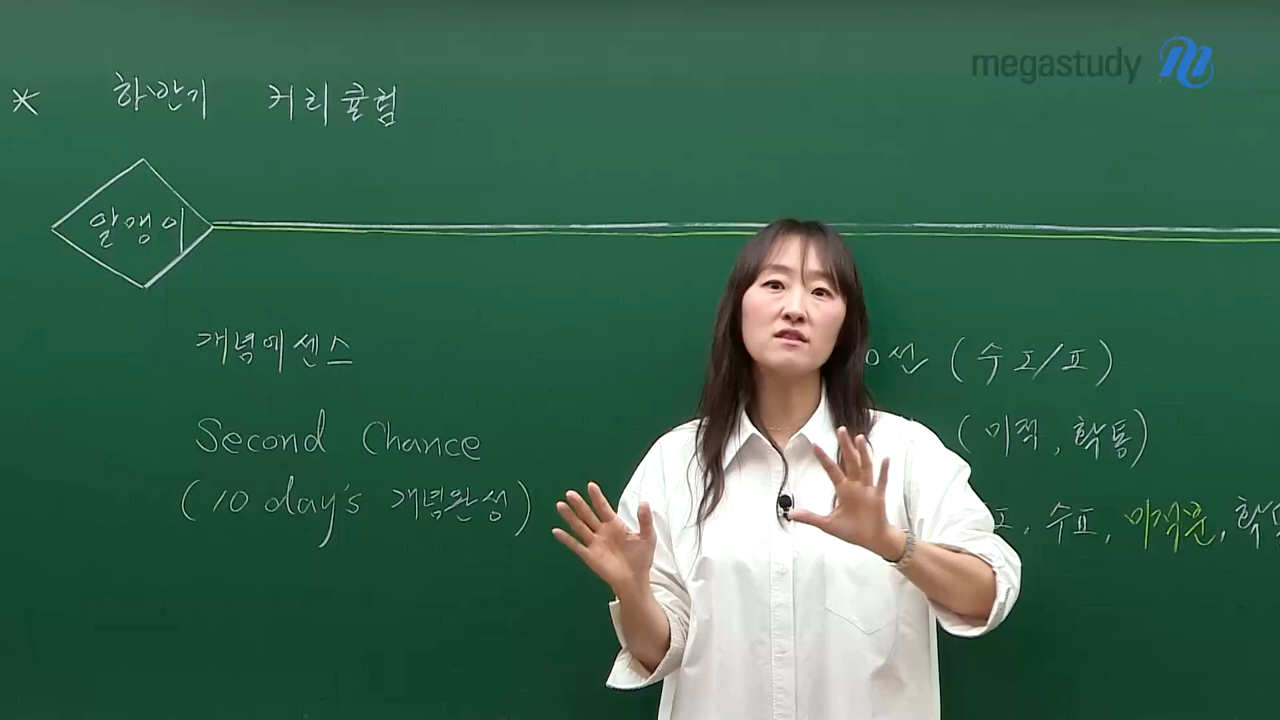 megastudy
* 하반기 커리큘럼
알맹이
개념에센스
0선 (수Ⅰ/Ⅱ)
Second Chance
(미적, 확통)
(10 day's 개념완성)
, 수Ⅱ, 미적분, 확